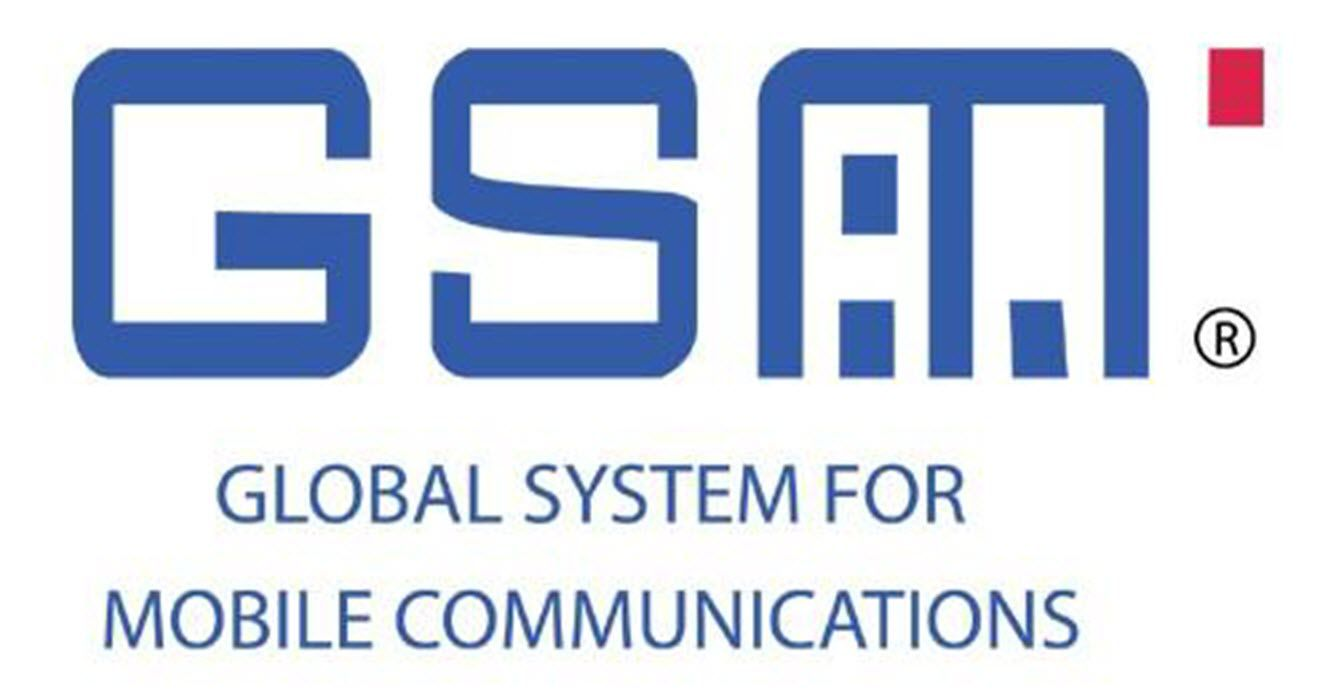 GSM
®
GLOBAL SYSTEM FOR
MOBILE COMMUNICATIONS